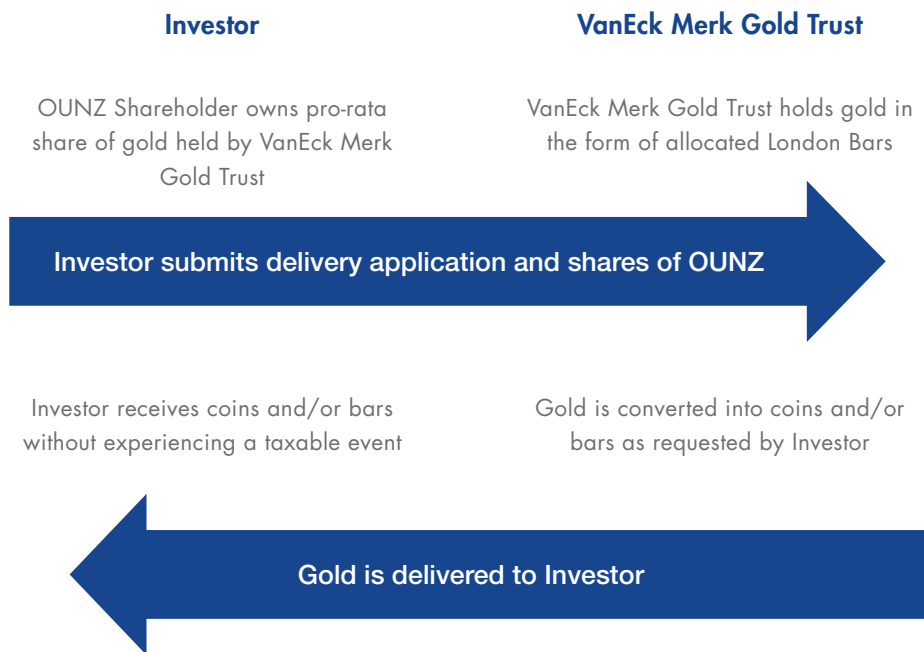 Investor
VanEck Merk Gold Trust
OUNZ Shareholder owns pro-rata
share of gold held by VanEck Merk
Gold Trust
VanEck Merk Gold Trust holds gold in
the form of allocated London Bars
Investor submits delivery application and shares of OUNZ
Investor receives coins and/or bars
without experiencing a taxable event
Gold is converted into coins and/or
bars as requested by Investor
Gold is delivered to Investor